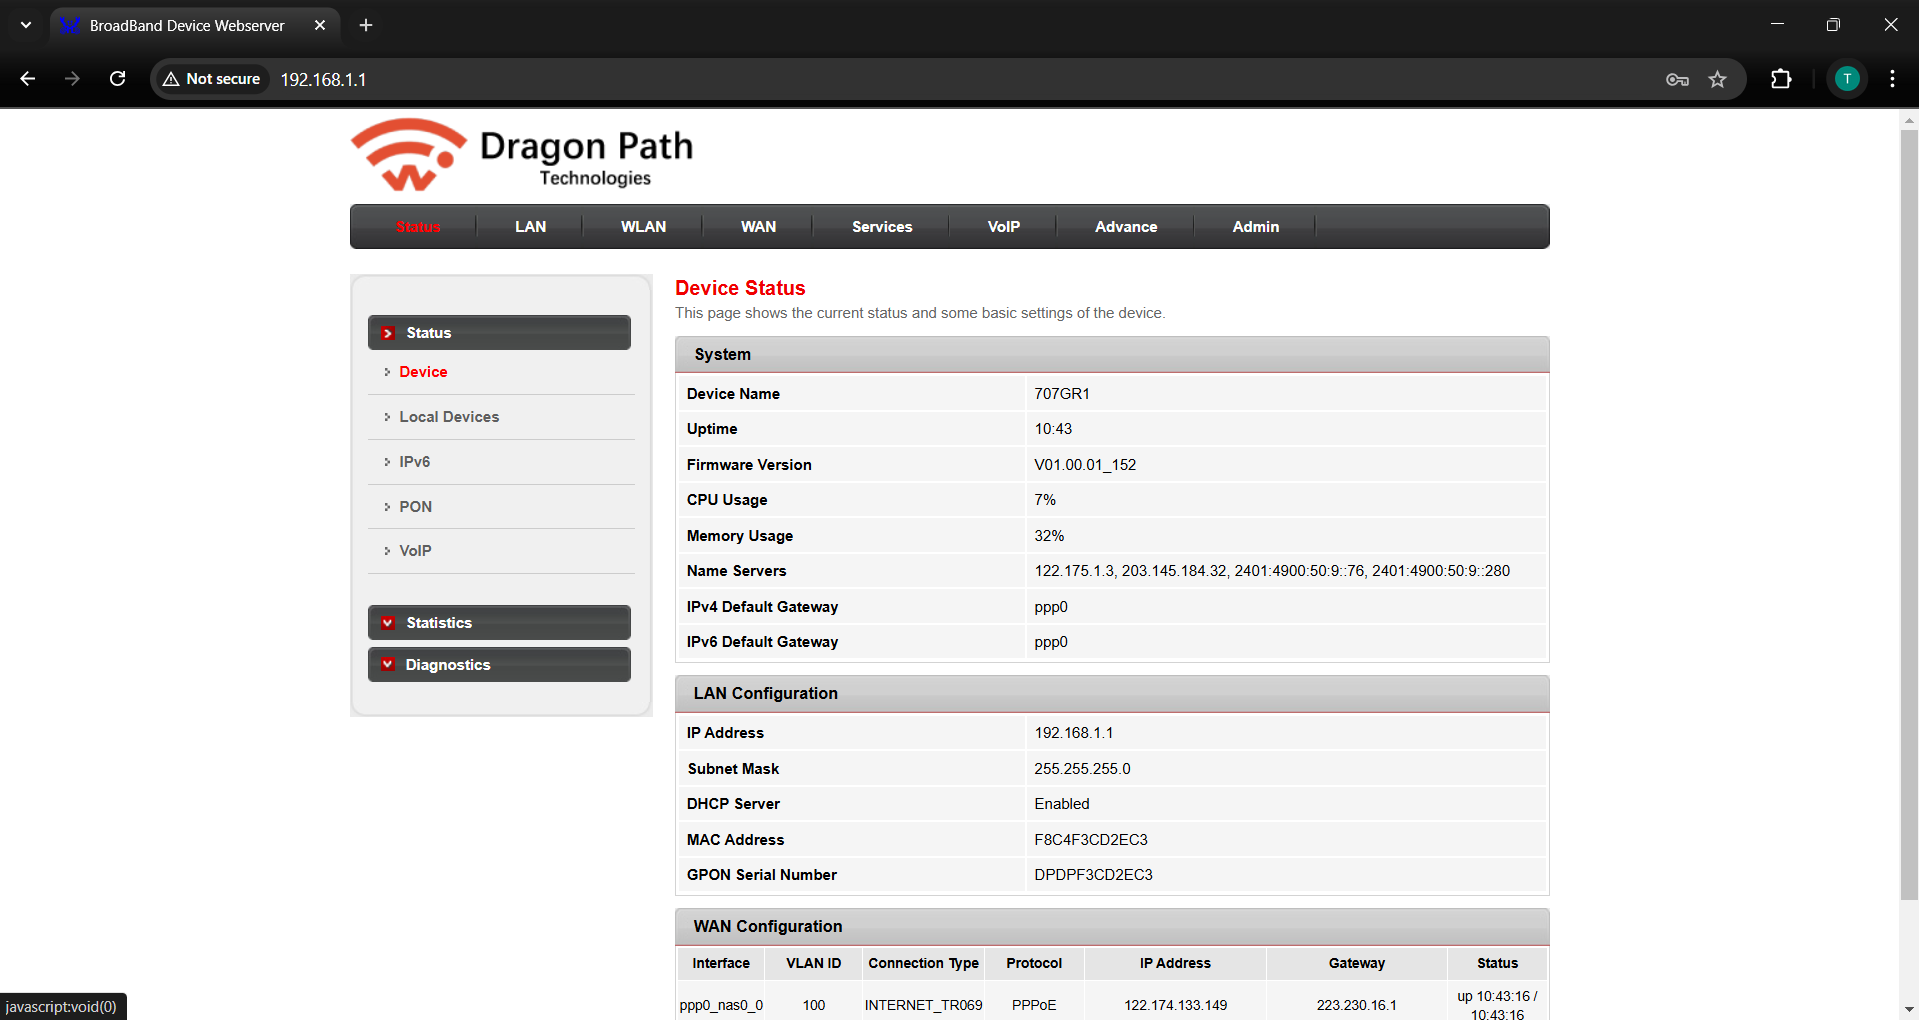 BroadBand Device Webserver
Not secure 192.168.1.1
T
Dragon Path
Technologies
Status LAN WLAN WAN Services VoIP Advance Admin
Status
Device
Local Devices
IPv6
PON
VoIP
Statistics
Diagnostics
Device Status
This page shows the current status and some basic settings of the device.
System
Device Name 707GR1
Uptime 10:43
Firmware Version V01.00.01_152
CPU Usage 7%
Memory Usage 32%
Name Servers 122.175.1.3, 203.145.184.32, 2401:4900:50:9::76, 2401:4900:50:9::280
IPv4 Default Gateway ppp0
IPv6 Default Gateway ppp0
LAN Configuration
IP Address 192.168.1.1
Subnet Mask 255.255.255.0
DHCP Server Enabled
MAC Address F8C4F3CD2EC3
GPON Serial Number DPDPF3CD2EC3
WAN Configuration
Interface VLAN ID Connection Type Protocol IP Address Gateway Status
ppp0_nas0_0 100 INTERNET_TR069 PPPoE 122.174.133.149 223.230.16.1 up 10:43:16 /
10:43:16
javascript:void(0)